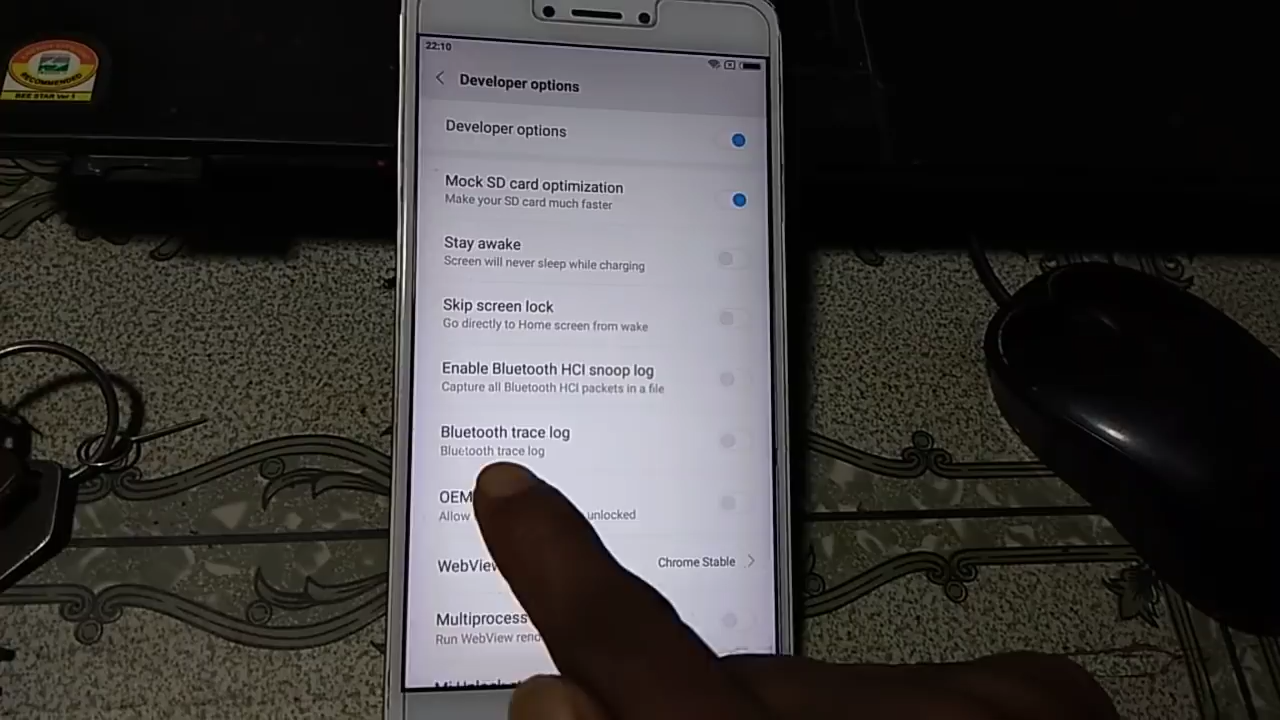 22:10
Developer options
Developer options
Mock SD card optimization
Make your SD card much faster
Stay awake
Screen will never sleep while charging
Skip screen lock
Go directly to Home screen from wake
Enable Bluetooth HCI snoop log
Capture all Bluetooth HCI packets in a file
Bluetooth trace log
Bluetooth trace log
OEM
Allow unlocked
WebView Chrome Stable
Multiprocess
Run WebView
RECOMMENDED